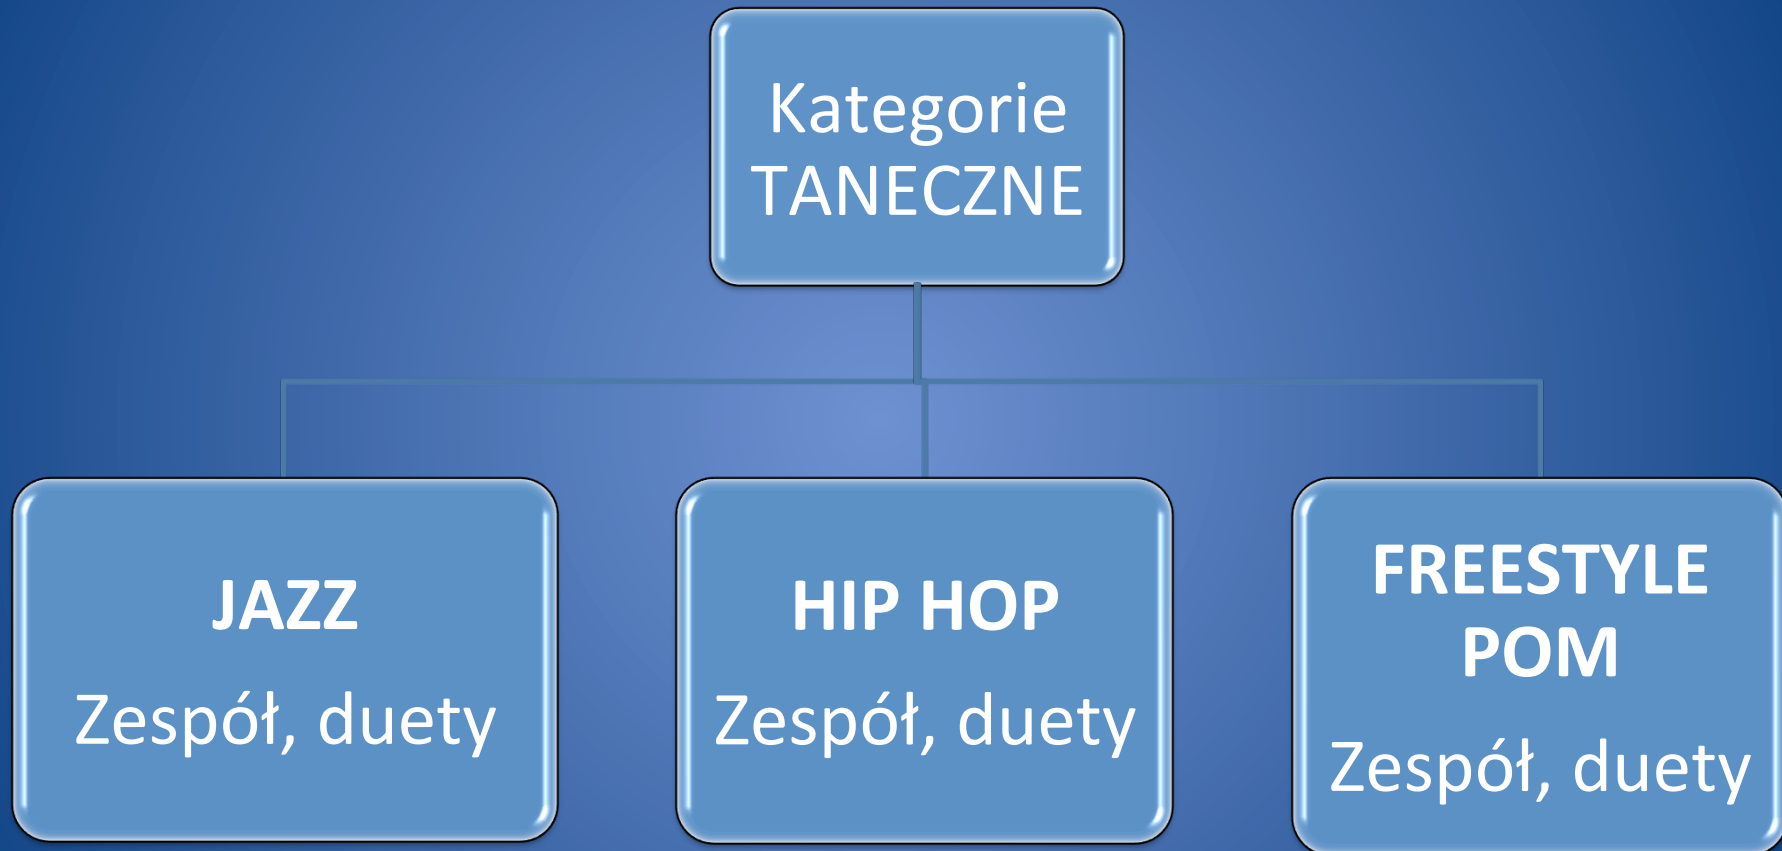 Kategorie
TANECZNE
JAZZ
Zespół, duety
HIP HOP
Zespół, duety
FREESTYLE
POM
Zespół, duety